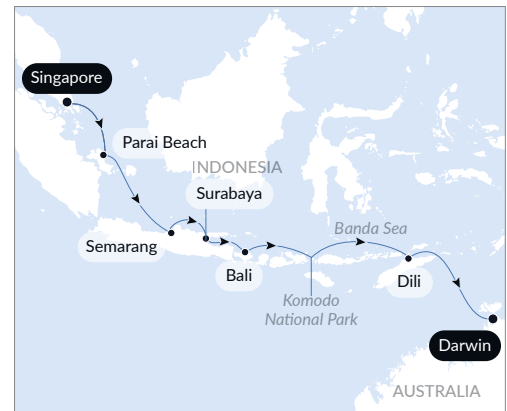 Singapore
Parai Beach
INDONESIA
Surabaya
Banda Sea
Semarang
Bali
Dili
Komodo
National Park
Darwin
AUSTRALIA